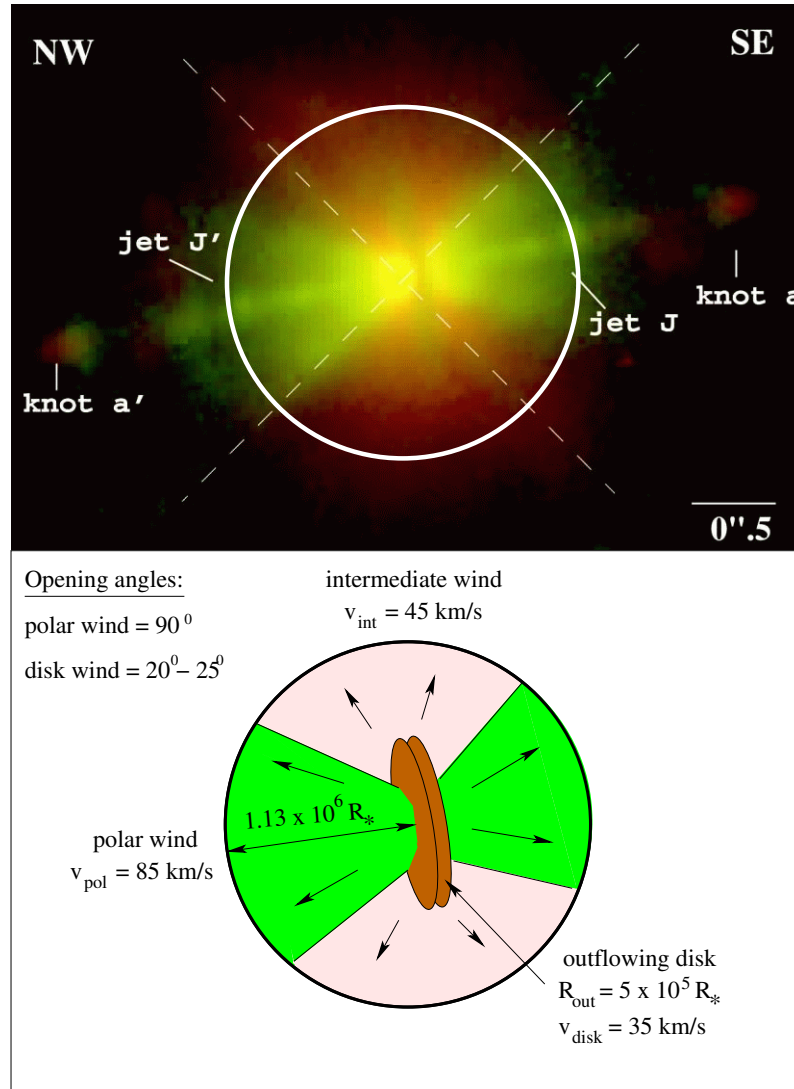 NW
SE
jet J'
knot a
jet J
knot a'
0".5
Opening angles:
polar wind = 90⁰
disk wind = 20⁰– 25⁰
intermediate wind
v_int = 45 km/s
1.13 x 10⁶ R_*
polar wind
v_pol = 85 km/s
outflowing disk
R_out = 5 x 10⁵ R_*
v_disk = 35 km/s